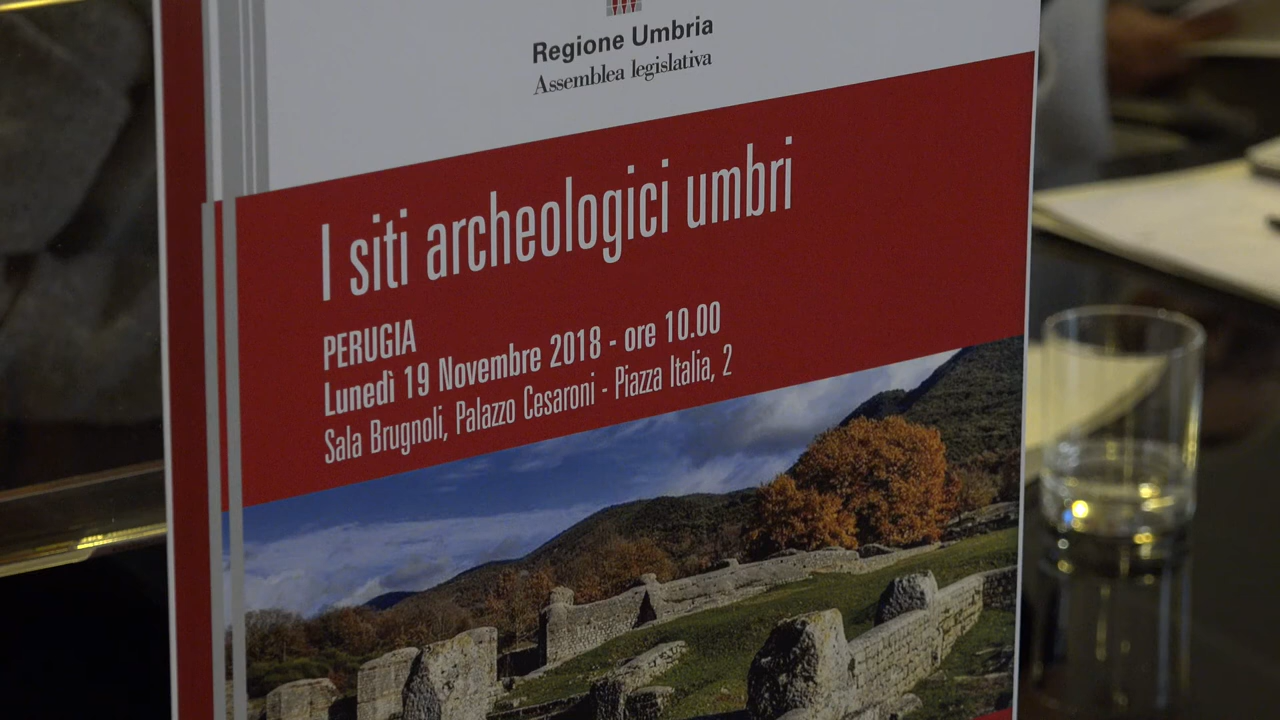 Regione Umbria
Assemblea legislativa
I siti archeologici umbri
PERUGIA
Lunedì 19 Novembre 2018 - ore 10.00
Sala Brugnoli, Palazzo Cesaroni - Piazza Italia, 2